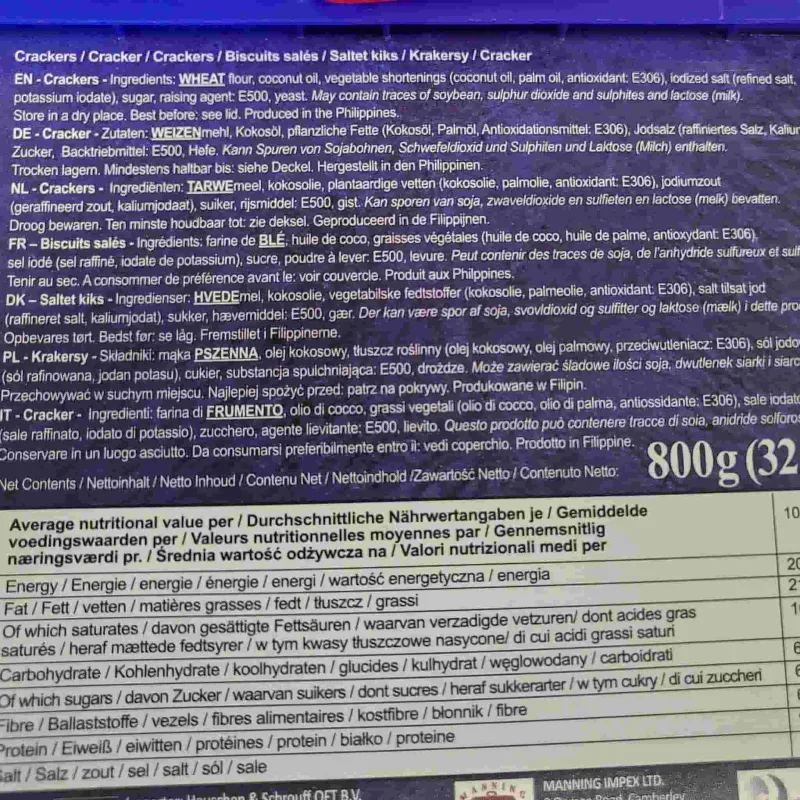 Crackers / Cracker / Crackers / Biscuits salés / Saltet kiks / Krakersy / Cracker
EN - Crackers - Ingredients: WHEAT flour, coconut oil, vegetable shortenings (coconut oil, palm oil, antioxidant: E306), iodized salt (refined salt,
potassium iodate), sugar, raising agent: E500, yeast. May contain traces of soybean, sulphur dioxide and sulphites and lactose (milk).
Store in a dry place. Best before: see lid. Produced in the Philippines.
DE - Cracker - Zutaten: WEIZENmehl, Kokosöl, pflanzliche Fette (Kokosöl, Palmöl, Antioxidationsmittel: E306), Jodsalz (raffiniertes Salz, Kalium
Zucker, Backtriebmittel: E500, Hefe. Kann Spuren von Sojabohnen, Schwefeldioxid und Sulphiten und Laktose (Milch) enthalten.
Trocken lagern. Mindestens haltbar bis: siehe Deckel. Hergestellt in den Philippinen.
NL - Crackers - Ingrediënten: TARWEmeel, kokosolie, plantaardige vetten (kokosolie, palmolie, antioxidant: E306), jodiumzout
(geraffineerd zout, kaliumjodaat), suiker, rijsmiddel: E500, gist. Kan sporen van soja, zwaveldioxide en sulfieten en lactose (melk) bevatten.
Droog bewaren. Ten minste houdbaar tot: zie deksel. Geproduceerd in de Filippijnen.
FR – Biscuits salés - Ingrédients: farine de BLÉ, huile de coco, graisses végétales (huile de coco, huile de palme, antioxydant: E306),
sel iodé (sel raffiné, iodate de potassium), sucre, poudre à lever: E500, levure. Peut contenir des traces de soja, de l'anhydride sulfureux et sulf
Tenir au sec. A consommer de préférence avant le: voir couvercle. Produit aux Philppines.
DK – Saltet kiks - Ingredienser: HVEDEmel, kokosolie, vegetabilske fedtstoffer (kokosolie, palmeolie, antioxidant: E306), salt tilsat jod
(raffineret salt, kaliumjodat), sukker, hævemiddel: E500, gær. Der kan være spor af soja, svovldioxid og sulfitter og laktose (mælk) i dette pro
Opbevares tørt. Bedst før: se låg. Fremstillet i Filippinerne.
PL - Krakersy - Składniki: mąka PSZENNA, olej kokosowy, tłuszcz roślinny (olej kokosowy, olej palmowy, przeciwutleniacz: E306), sól jodow
(sól rafinowana, jodan potasu), cukier, substancja spulchniająca: E500, drożdże. Może zawierać śladowe ilości soja, dwutlenek siarki i siarc
Przechowywać w suchym miejscu. Najlepiej spożyć przed: patrz na pokrywy. Produkowane w Filipin.
IT - Cracker - Ingredienti: farina di FRUMENTO, olio di cocco, grassi vegetali (olio di cocco, olio di palma, antiossidante: E306), sale iodato
(sale raffinato, iodato di potassio), zucchero, agente lievitante: E500, lievito. Questo prodotto può contenere tracce di soia, anidride solforos
Conservare in un luogo asciutto. Da consumarsi preferibilmente entro il: vedi coperchio. Prodotto in Filippine.
Net Contents / Nettoinhalt / Netto Inhoud / Contenu Net / Nettoindhold /Zawartość Netto / Contenuto Netto: 800g (32
Average nutritional value per / Durchschnittliche Nährwertangaben je / Gemiddelde 10
voedingswaarden per / Valeurs nutritionnelles moyennes par / Gennemsnitlig
næringsværdi pr. / Średnia wartość odżywcza na / Valori nutrizionali medi per
Energy / Energie / energie / énergie / energi / wartość energetyczna / energia 20
Fat / Fett / vetten / matières grasses / fedt / tłuszcz / grassi 2
Of which saturates / davon gesättigte Fettsäuren / waarvan verzadigde vetzuren/ dont acides gras 1
saturés / heraf mættede fedtsyrer / w tym kwasy tłuszczowe nasycone/ di cui acidi grassi saturi
Carbohydrate / Kohlenhydrate / koolhydraten / glucides / kulhydrat / węglowodany / carboidrati 6
Of which sugars / davon Zucker / waarvan suikers / dont sucres / heraf sukkerarter / w tym cukry / di cui zuccheri 6
Fibre / Ballaststoffe / vezels / fibres alimentaires / kostfibre / błonnik / fibre
Protein / Eiweiß / eiwitten / protéines / protein / białko / proteine
Salt / Salz / zout / sel / salt / sól / sale
Schrouff OFT B.V.
MANNING
MANNING IMPEX LTD.
Road, Camberley